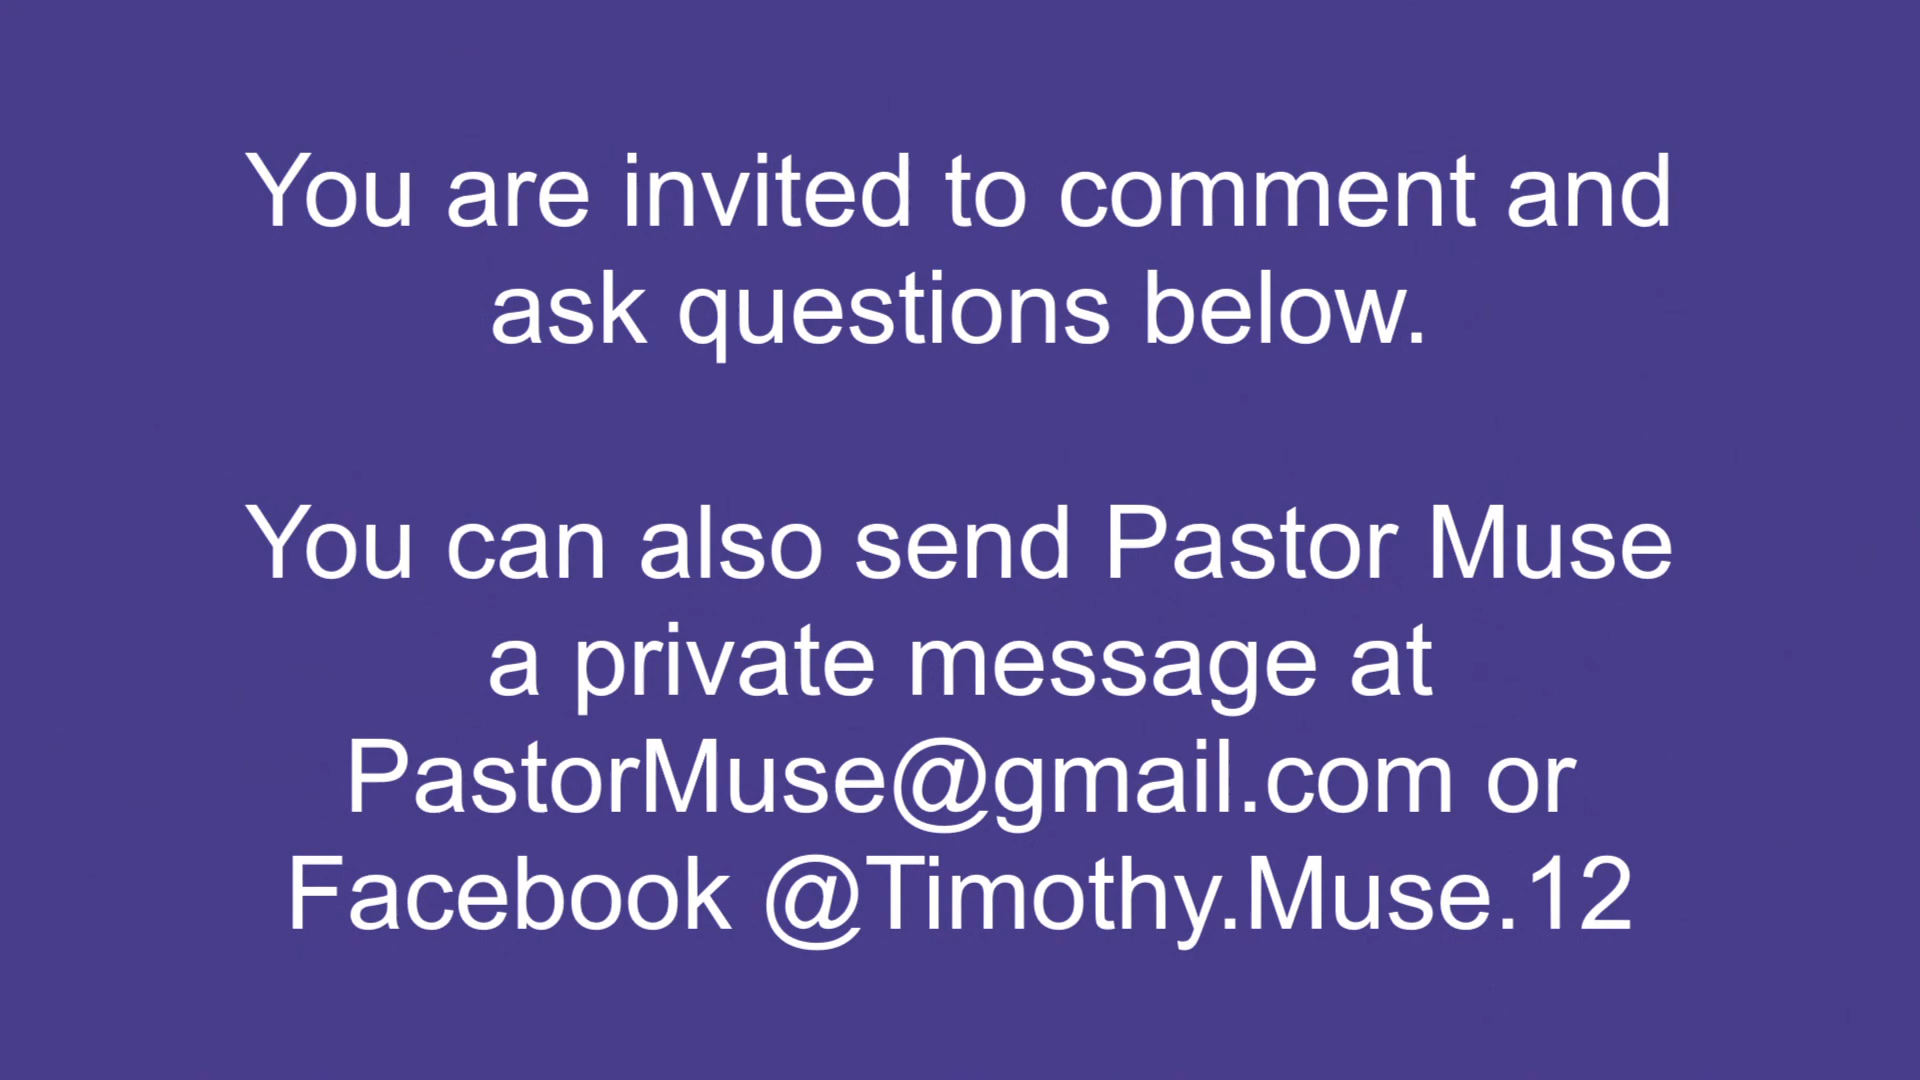 You are invited to comment and
ask questions below.
You can also send Pastor Muse
a private message at
PastorMuse@gmail.com or
Facebook @Timothy.Muse.12